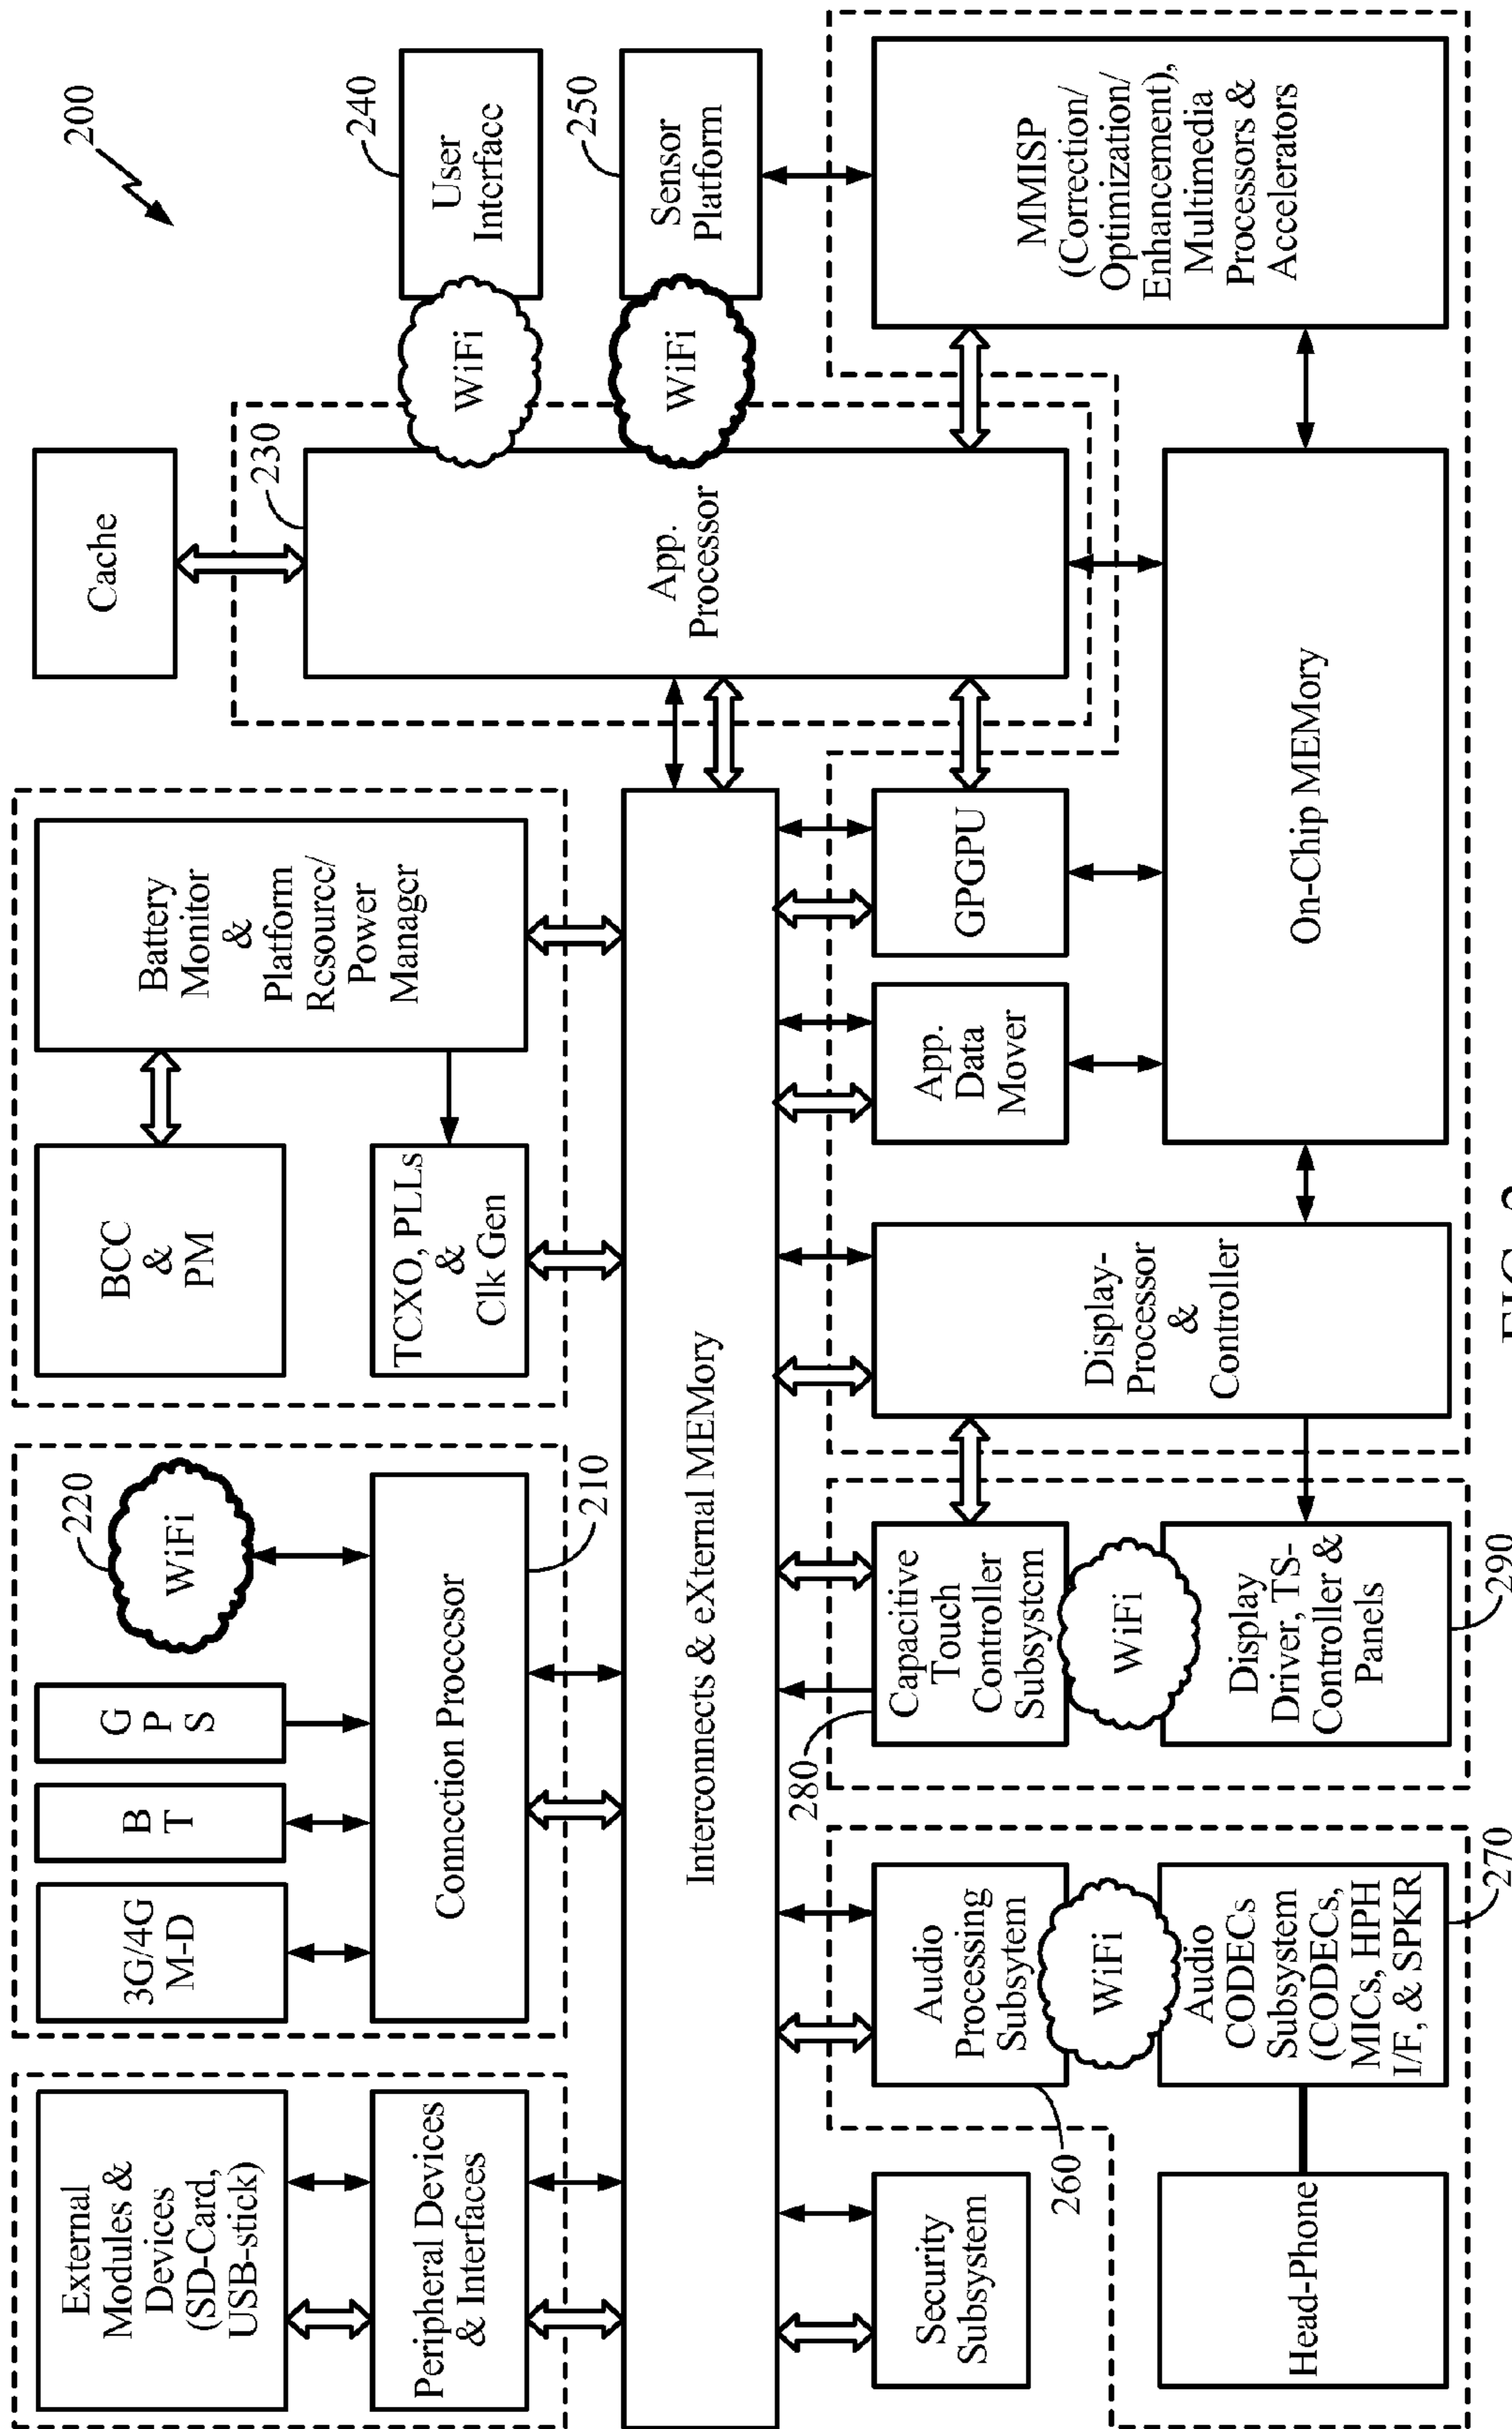 200
External
Modules &
Devices
(SD-Card,
USB-stick)
3G/4G
M-D
B
T
G
P
S
WiFi
220
BCC
&
PM
Battery
Monitor
&
Platform
Resource/
Power
Manager
Cache
Peripheral Devices
& Interfaces
Connection Processor
210
TCXO, PLLs
&
Clk Gen
230
App.
Processor
WiFi
240
User
Interface
WiFi
250
Sensor
Platform
Interconnects & eXternal MEMory
Security
Subsystem
260
Audio
Processing
Subsytem
280
Capacitive
Touch
Controller
Subsystem
Display-
Processor
&
Controller
App.
Data
Mover
GPGPU
MMISP
(Correction/
Optimization/
Enhancement),
Multimedia
Processors &
Accelerators
WiFi
WiFi
Head-Phone
Audio
CODECs
Subsystem
(CODECs,
MICs, HPH
I/F, & SPKR
270
Display
Driver, TS-
Controller &
Panels
290
On-Chip MEMory
FIG. 2